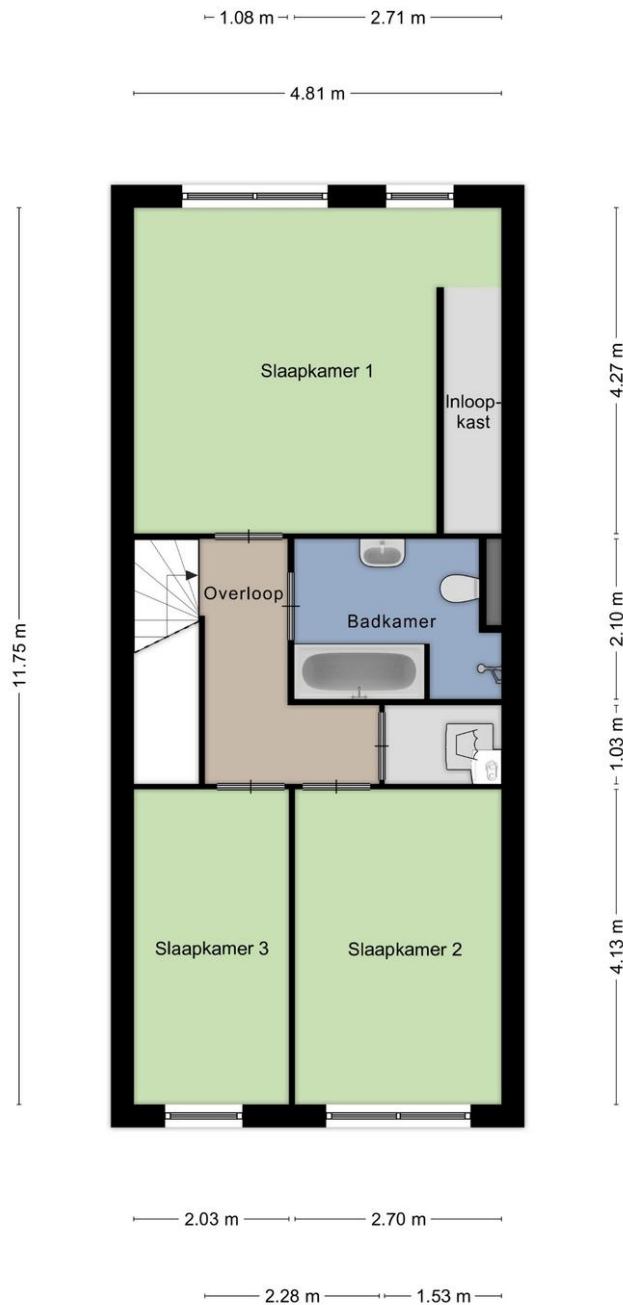 1.08 m
2.71 m
4.81 m
Slaapkamer 1
Inloop-
kast
4.27 m
11.75 m
Overloop
Badkamer
2.10 m
1.03 m
Slaapkamer 3
Slaapkamer 2
4.13 m
2.03 m
2.70 m
2.28 m
1.53 m